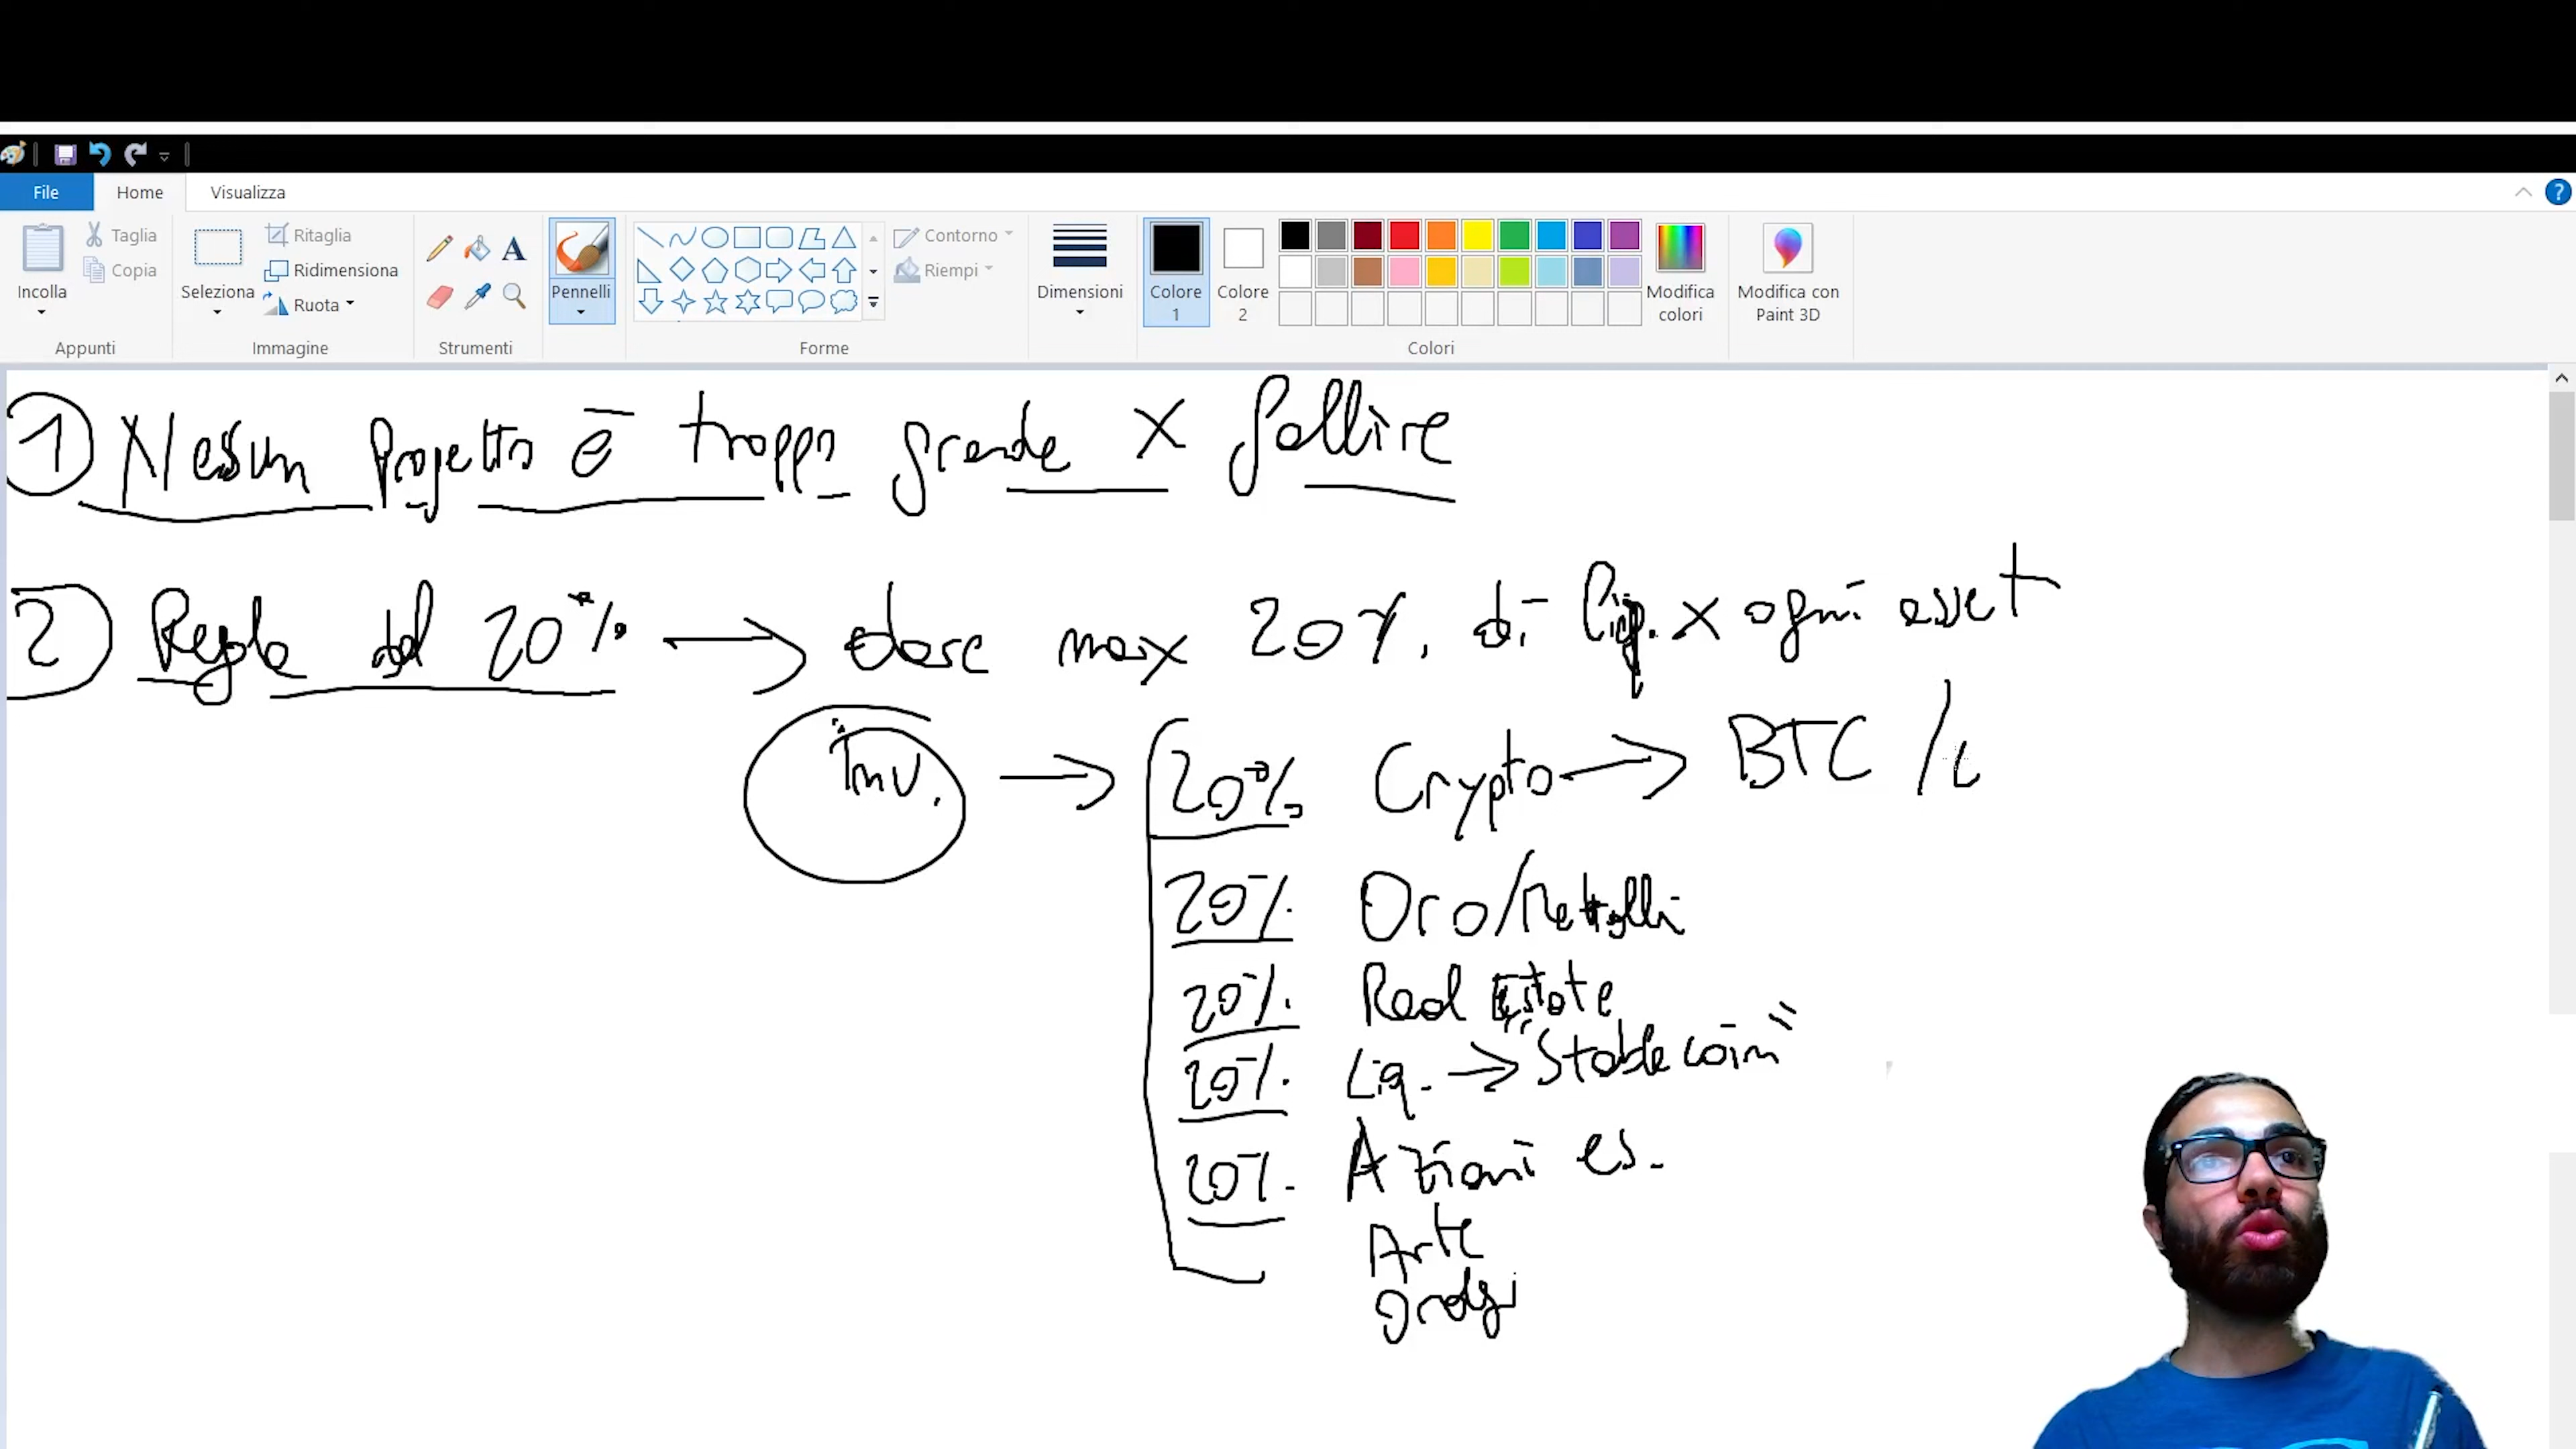 File Home Visualizza
Incolla
Taglia
Copia
Appunti
Seleziona
Ritaglia
Ridimensiona
Ruota
Immagine
Strumenti
Pennelli
Forme
Contorno
Riempi
Dimensioni
Colore 1
Colore 2
Modifica colori
Colori
Modifica con Paint 3D
1 Nessun Progetto è troppo grande x fallire
2 Regola del 20% → dare max 20% di liq. x ogni asset
Inv. → 20% Crypto → BTC /
20% Oro/Metalli
20% Real Estate
20% Liq. → "Stablecoin"
20% Azioni es.
Arte
Orologi